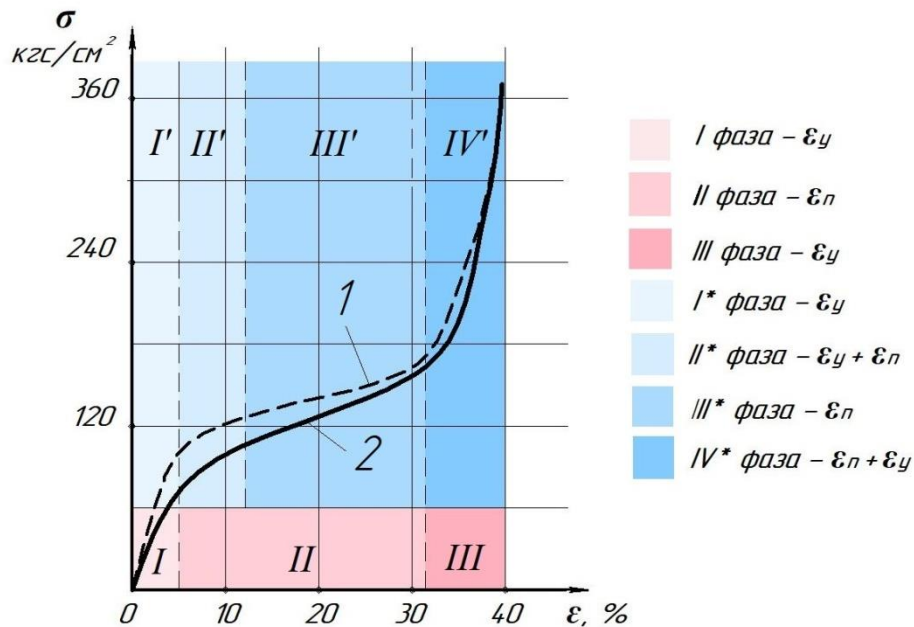 σ
кгс/см²
360
240
120
0
10
20
30
40
ε, %
I'
II'
III'
IV'
1
2
I
II
III
I фаза – εу
II фаза – εп
III фаза – εу
I* фаза – εу
II* фаза – εу + εп
III* фаза – εп
IV* фаза – εп + εу